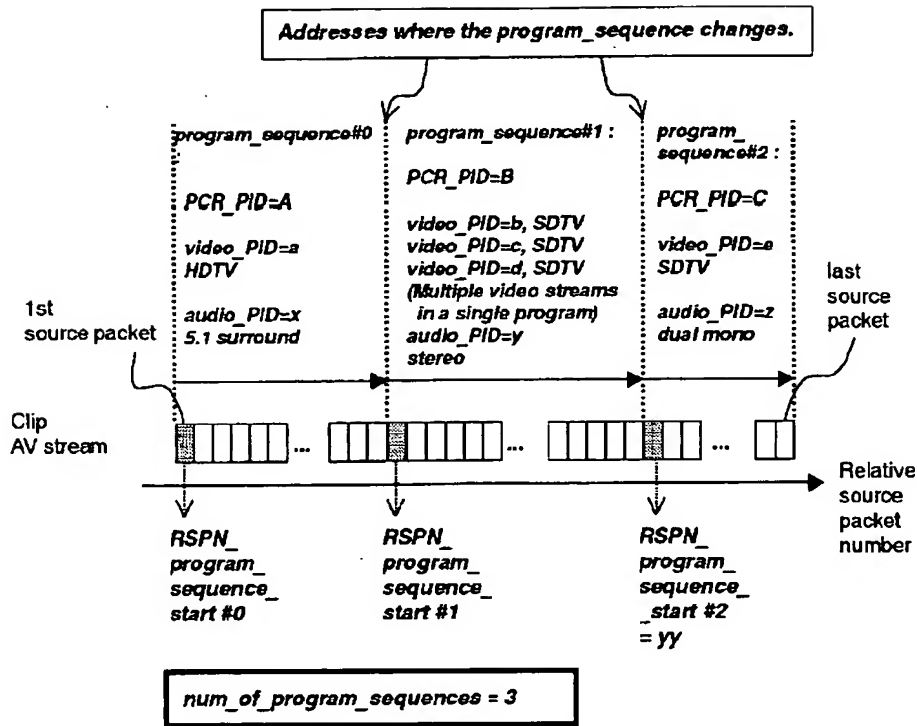 Addresses where the program_sequence changes.
program_sequence#0
:
PCR_PID=A
video_PID=a
HDTV
audio_PID=x
5.1 surround
program_sequence#1 :
PCR_PID=B
video_PID=b, SDTV
video_PID=c, SDTV
video_PID=d, SDTV
(Multiple video streams
in a single program)
audio_PID=y
stereo
program_
sequence#2 :
PCR_PID=C
video_PID=e
SDTV
audio_PID=z
dual mono
1st
source packet
last
source
packet
Clip
AV stream
...
...
...
Relative
source
packet
number
RSPN_
program_
sequence_
start #0
RSPN_
program_
sequence_
start #1
RSPN_
program_
sequence_
_start #2
= yy
num_of_program_sequences = 3